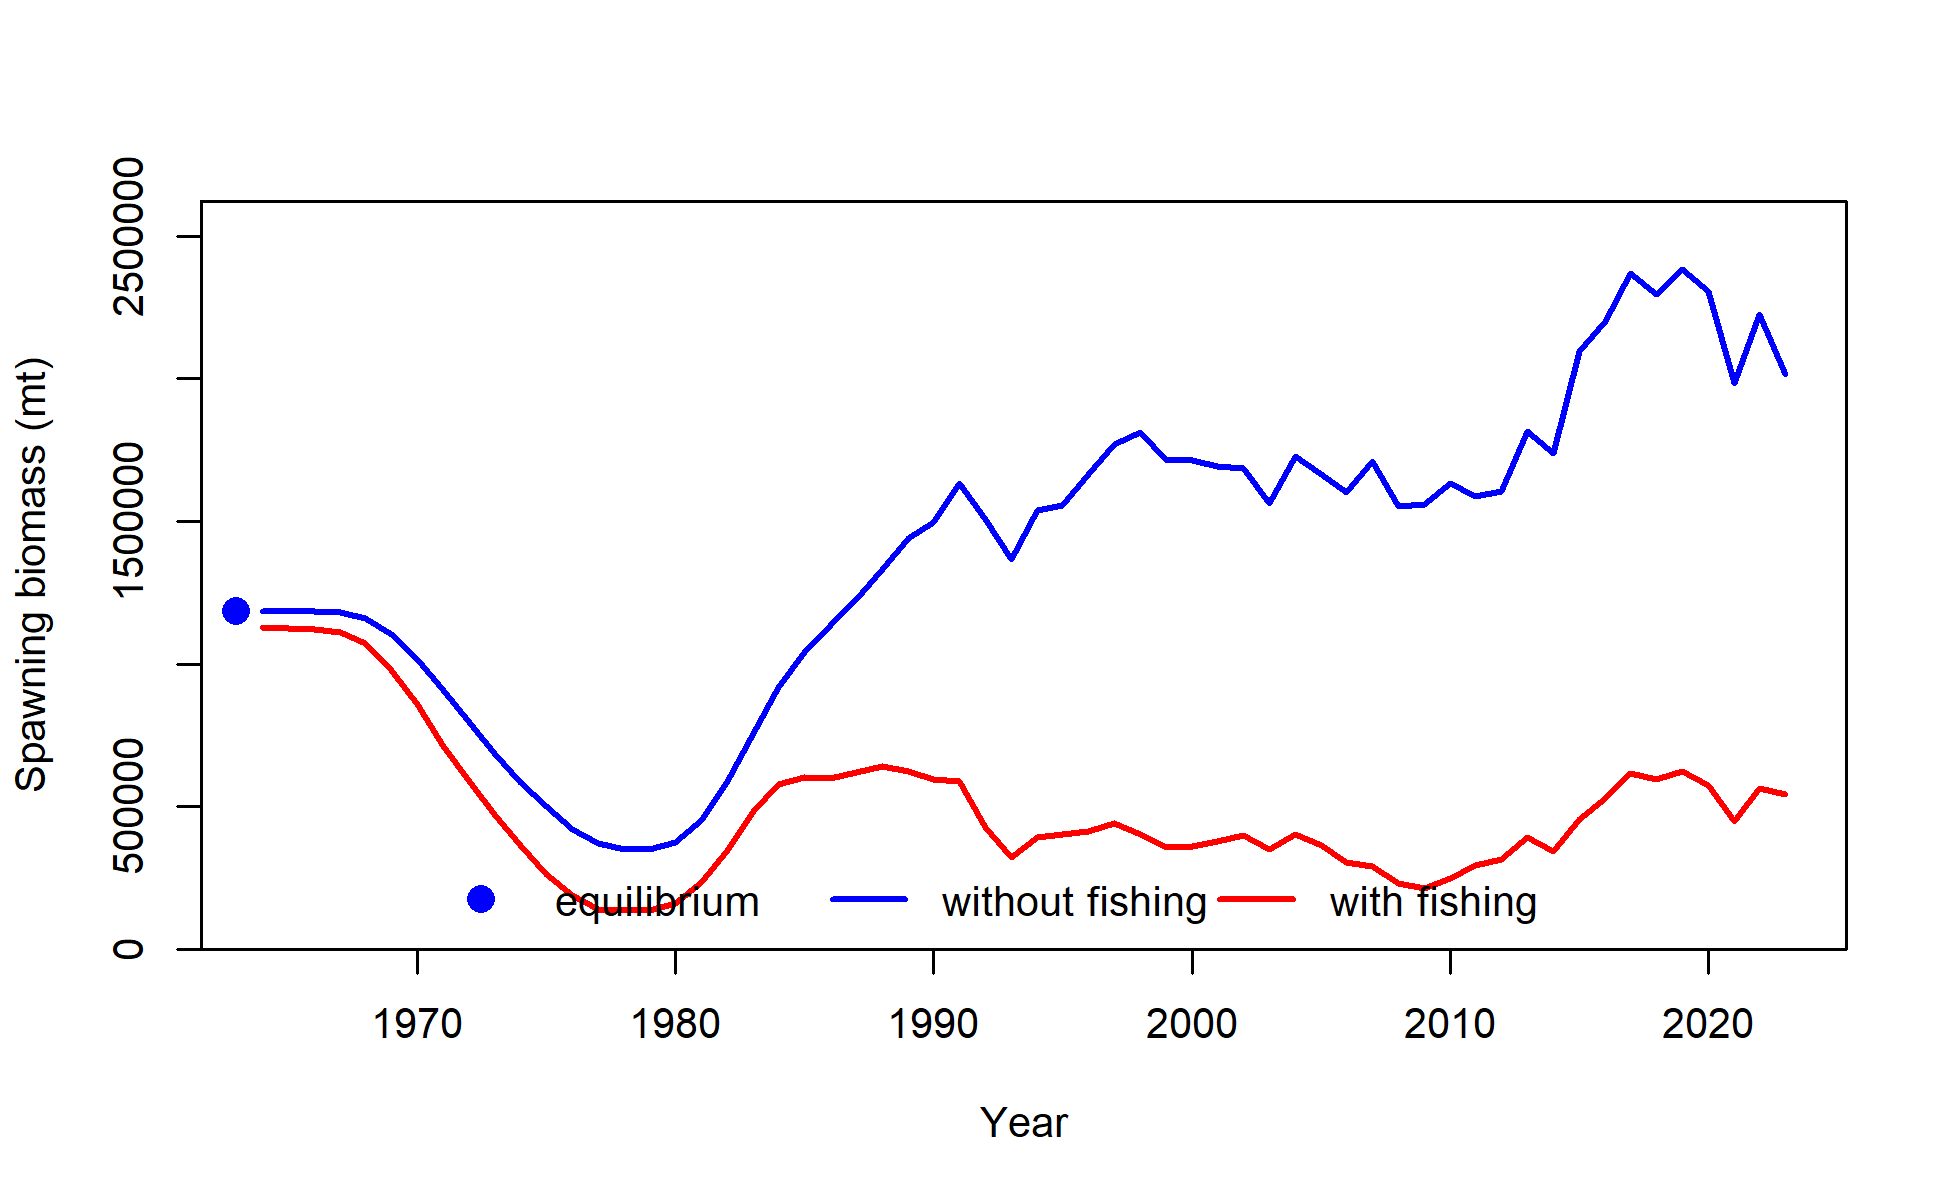 Spawning biomass (mt)
2500000
1500000
500000
0
equilibrium without fishing with fishing
1970 1980 1990 2000 2010 2020
Year